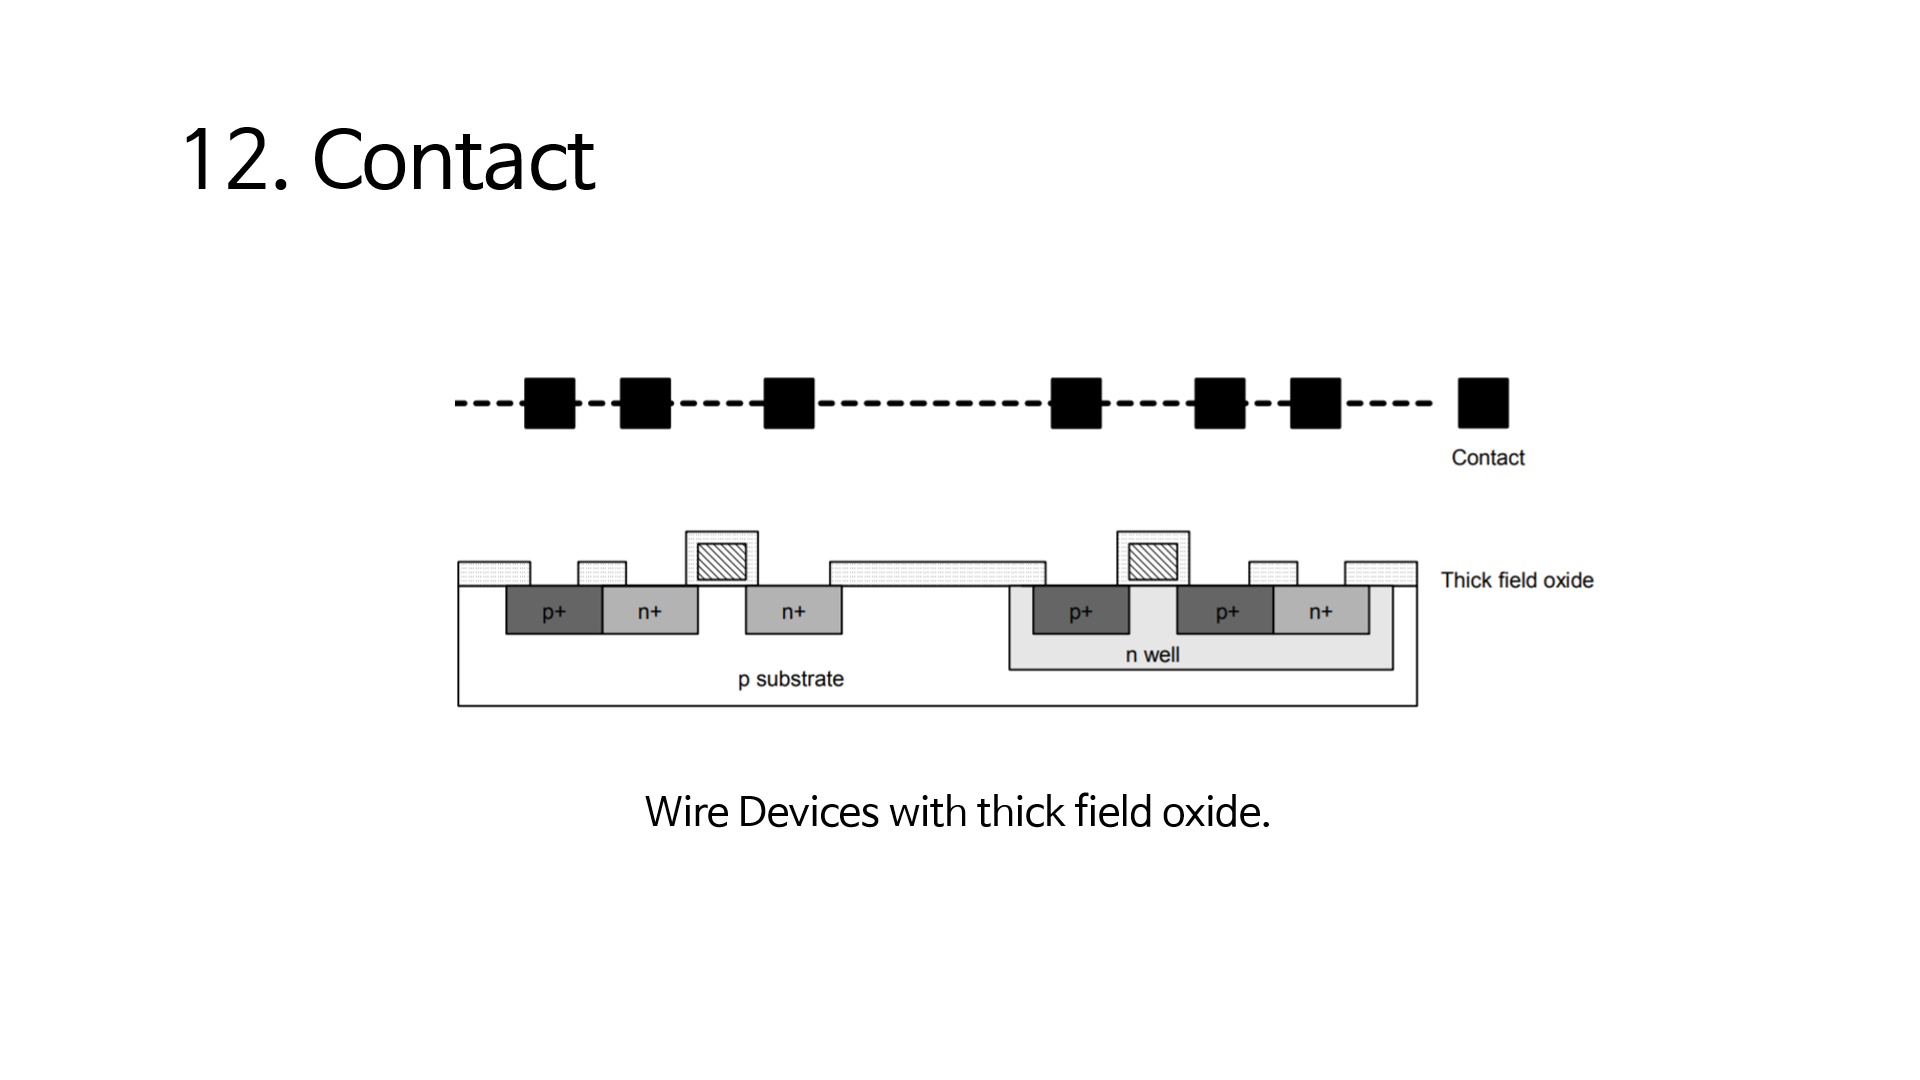 12. Contact
Contact
Thick field oxide
p+ n+ n+ p+ p+ n+
n well
p substrate
Wire Devices with thick field oxide.